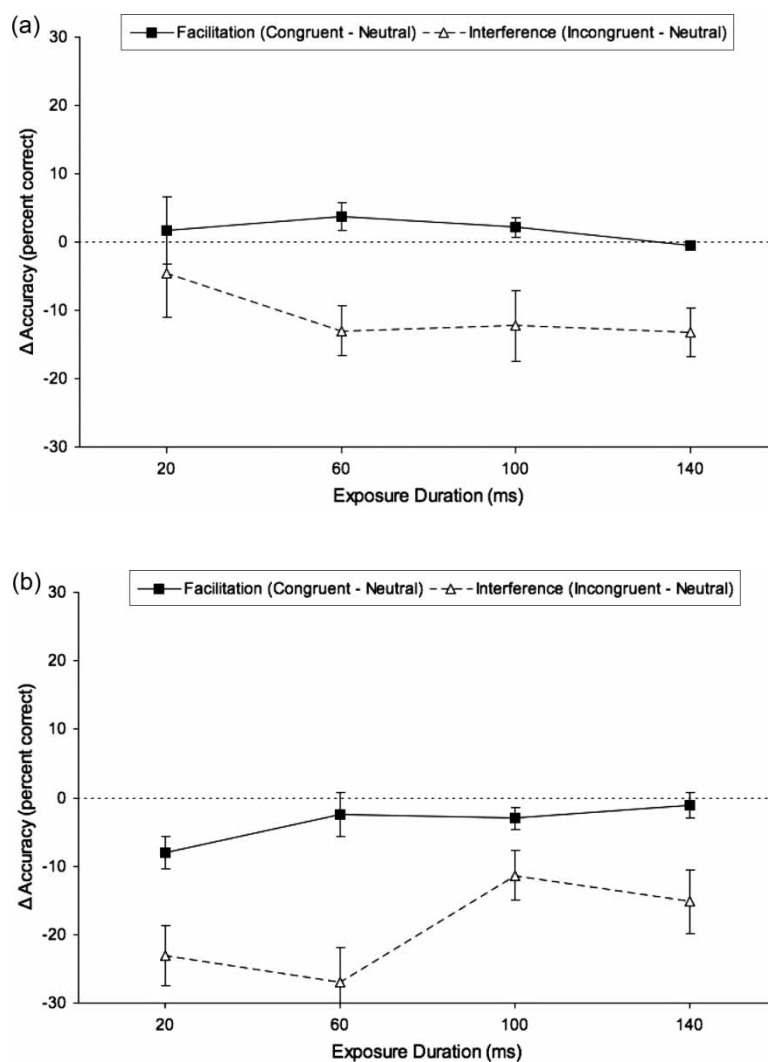 (a)
Facilitation (Congruent - Neutral) Interference (Incongruent - Neutral)
30
20
10
0
-10
-20
-30
Δ Accuracy (percent correct)
20 60 100 140
Exposure Duration (ms)
(b)
Facilitation (Congruent - Neutral) Interference (Incongruent - Neutral)
30
20
10
0
-10
-20
-30
Δ Accuracy (percent correct)
20 60 100 140
Exposure Duration (ms)